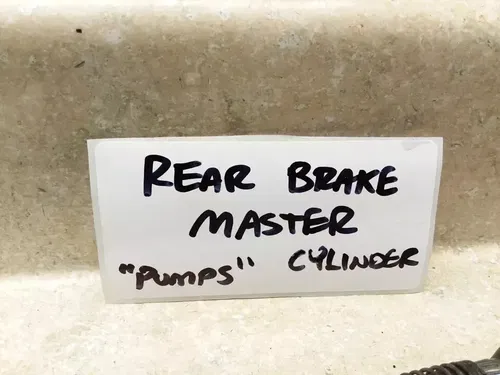 REAR BRAKE
MASTER
CYLINDER
"PUMPS"